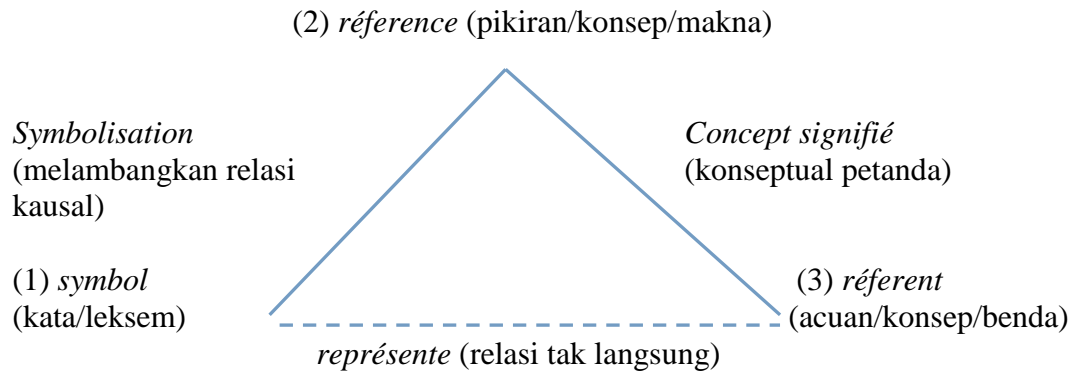 (2) réference (pikiran/konsep/makna)
Symbolisation
(melambangkan relasi
kausal)
Concept signifié
(konseptual petanda)
(1) symbol
(kata/leksem)
(3) réferent
(acuan/konsep/benda)
représente (relasi tak langsung)